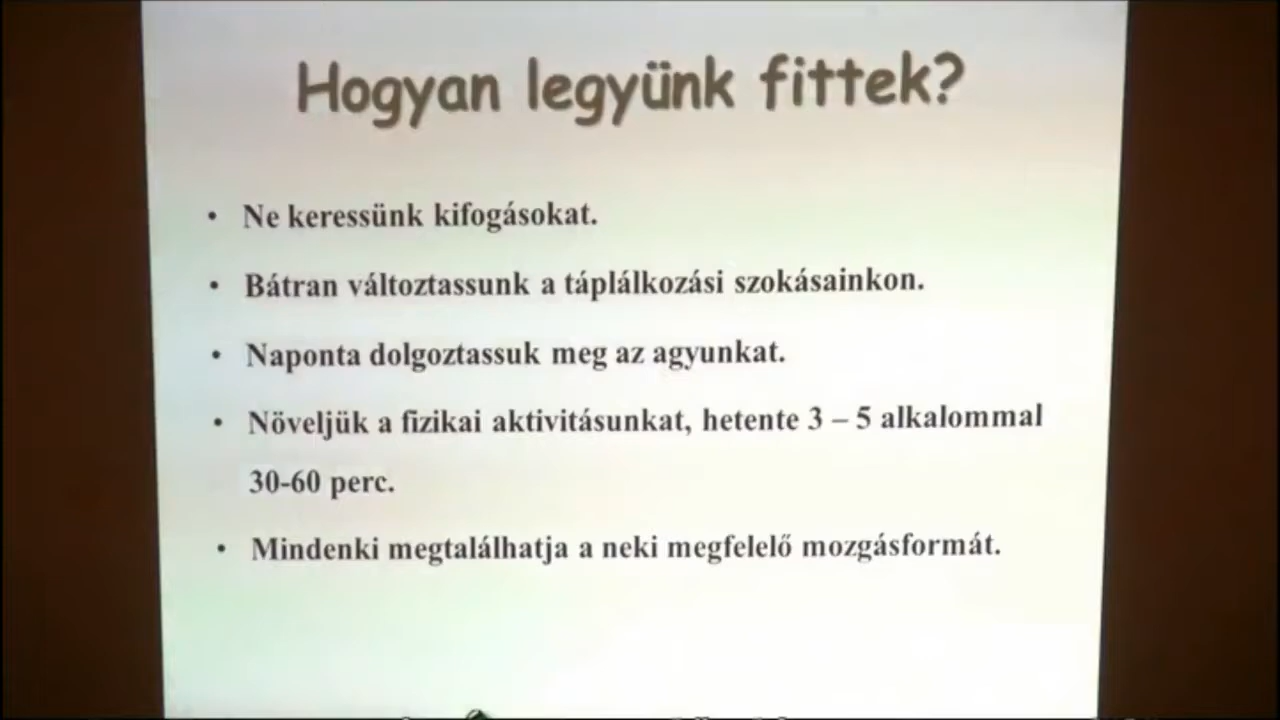 Hogyan legyünk fittek?
• Ne keressünk kifogásokat.
• Bátran változtassunk a táplálkozási szokásainkon.
• Naponta dolgoztassuk meg az agyunkat.
• Növeljük a fizikai aktivitásunkat, hetente 3 – 5 alkalommal
30-60 perc.
• Mindenki megtalálhatja a neki megfelelő mozgásformát.